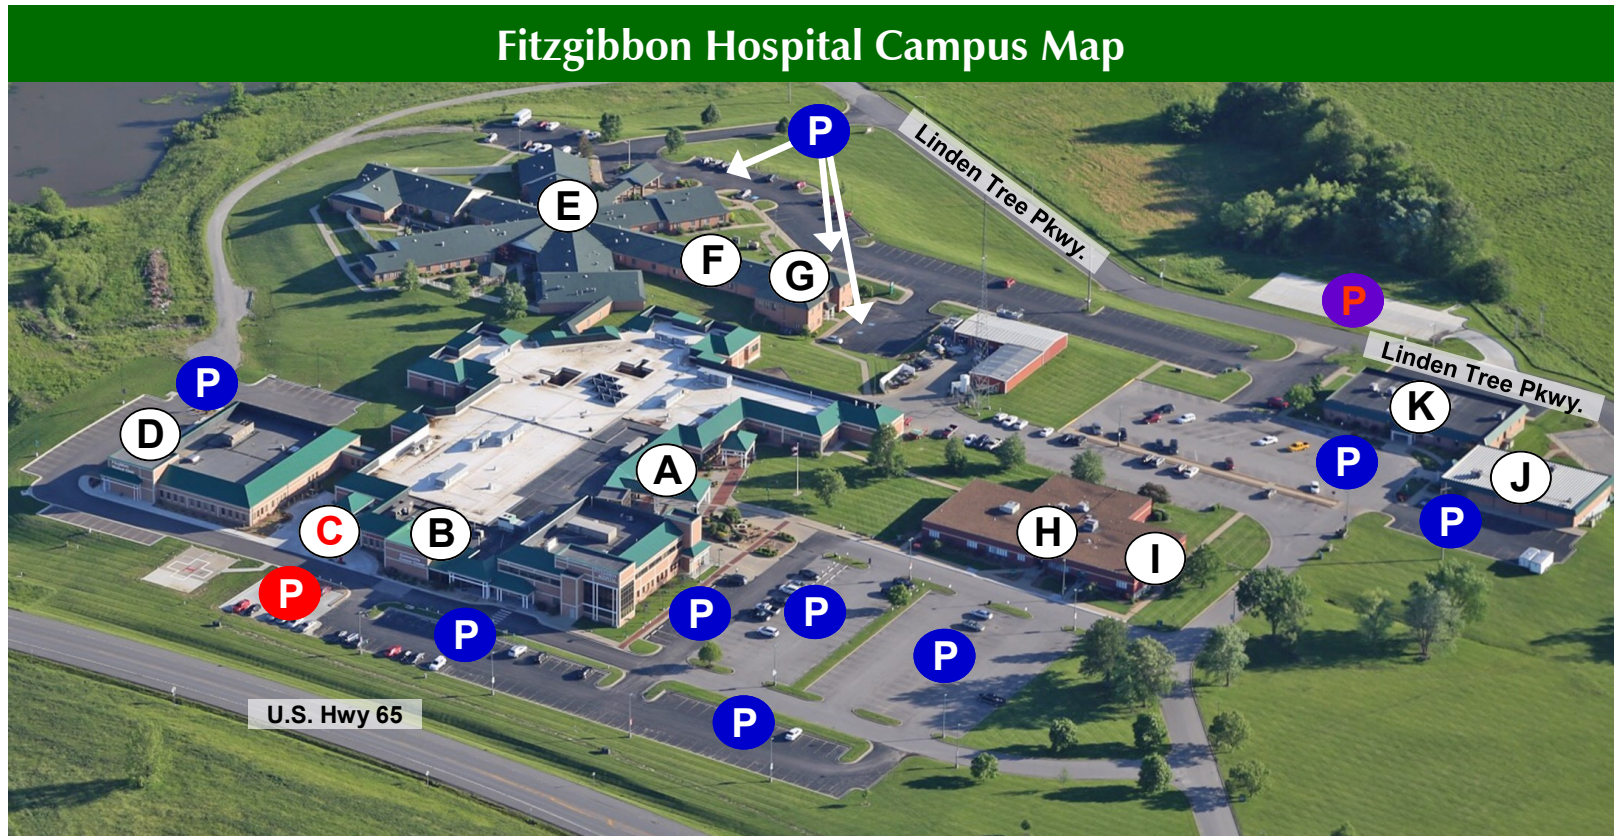 Fitzgibbon Hospital Campus Map
P
Linden Tree Pkwy.
E
F
G
P
Linden Tree Pkwy.
P
D
K
A
P
J
C
B
H
I
P
P
P
P
P
P
P
U.S. Hwy 65
P